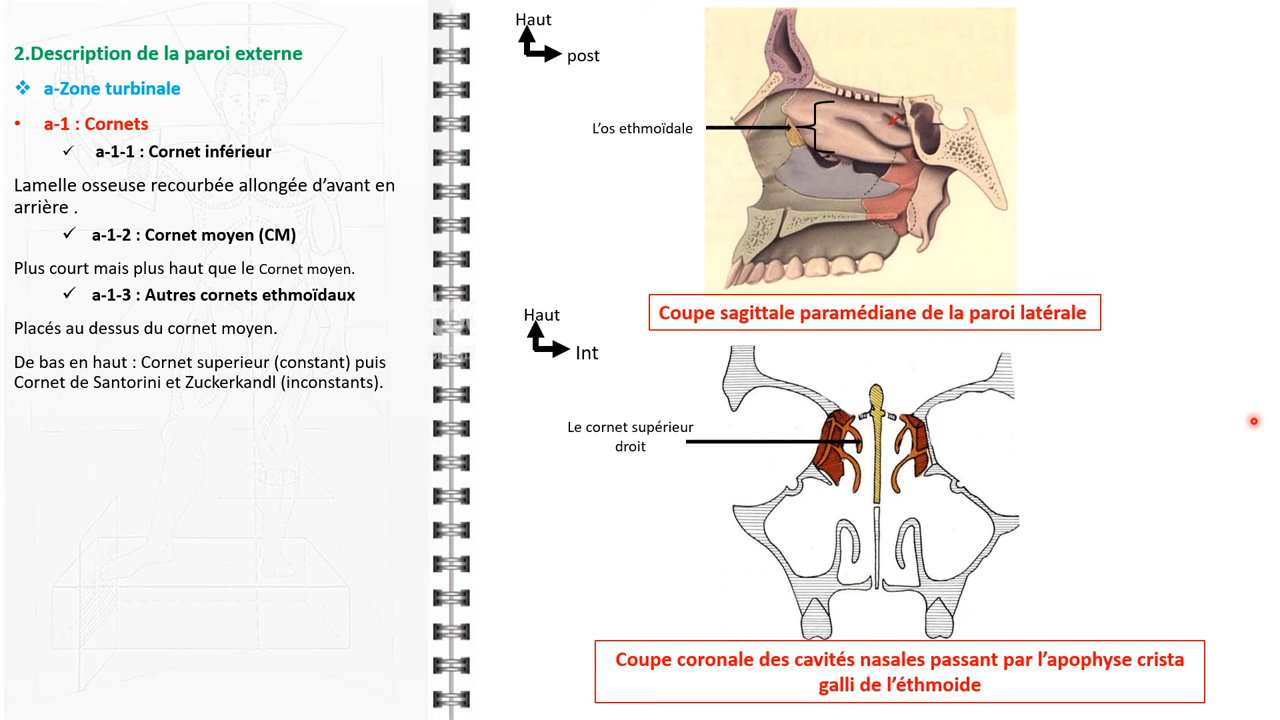 2.Description de la paroi externe
❖ a-Zone turbinale
• a-1 : Cornets
✓ a-1-1 : Cornet inférieur
Lamelle osseuse recourbée allongée d’avant en
arrière .
✓ a-1-2 : Cornet moyen (CM)
Plus court mais plus haut que le Cornet moyen.
✓ a-1-3 : Autres cornets ethmoïdaux
Placés au dessus du cornet moyen.
De bas en haut : Cornet superieur (constant) puis
Cornet de Santorini et Zuckerkandl (inconstants).
Haut
post
L’os ethmoïdale
Coupe sagittale paramédiane de la paroi latérale
Haut
Int
Le cornet supérieur
droit
Coupe coronale des cavités nasales passant par l’apophyse crista
galli de l’éthmoide